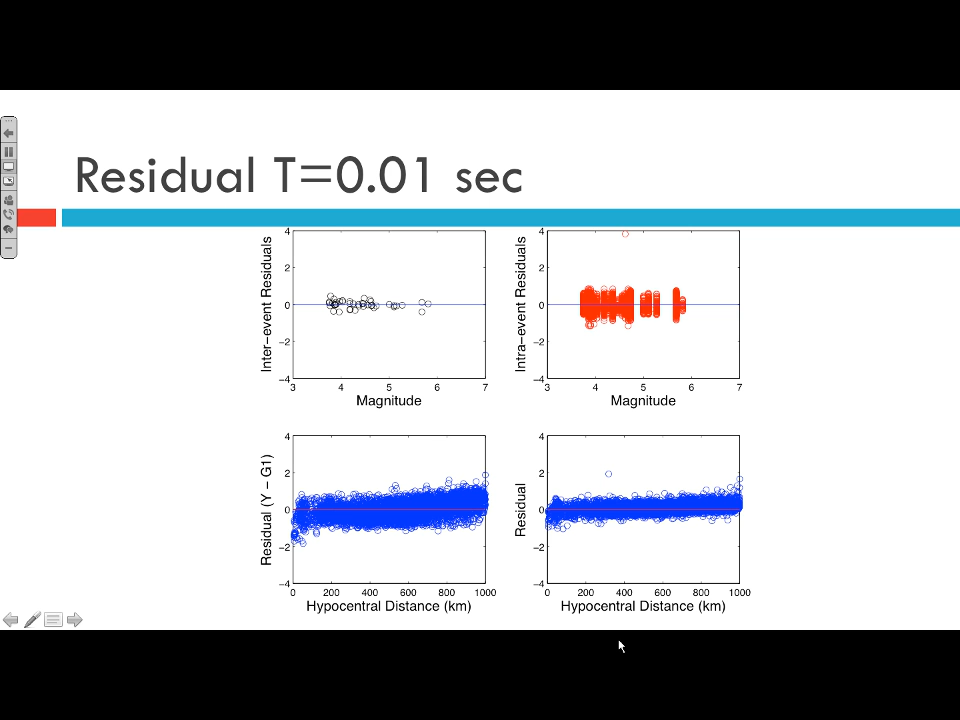 Residual T=0.01 sec
4
2
0
−2
−4
3 4 5 6 7
Inter−event Residuals
Magnitude
4
2
0
−2
−4
3 4 5 6 7
Intra−event Residuals
Magnitude
4
2
0
−2
−4
0 200 400 600 800 1000
Residual (Y − G1)
Hypocentral Distance (km)
4
2
0
−2
−4
0 200 400 600 800 1000
Residual
Hypocentral Distance (km)